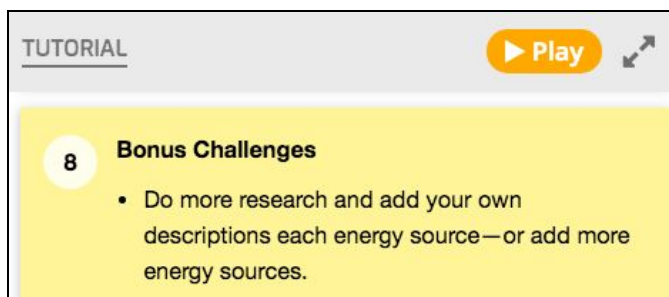 TUTORIAL
Play
8
Bonus Challenges
• Do more research and add your own
descriptions each energy source—or add more
energy sources.